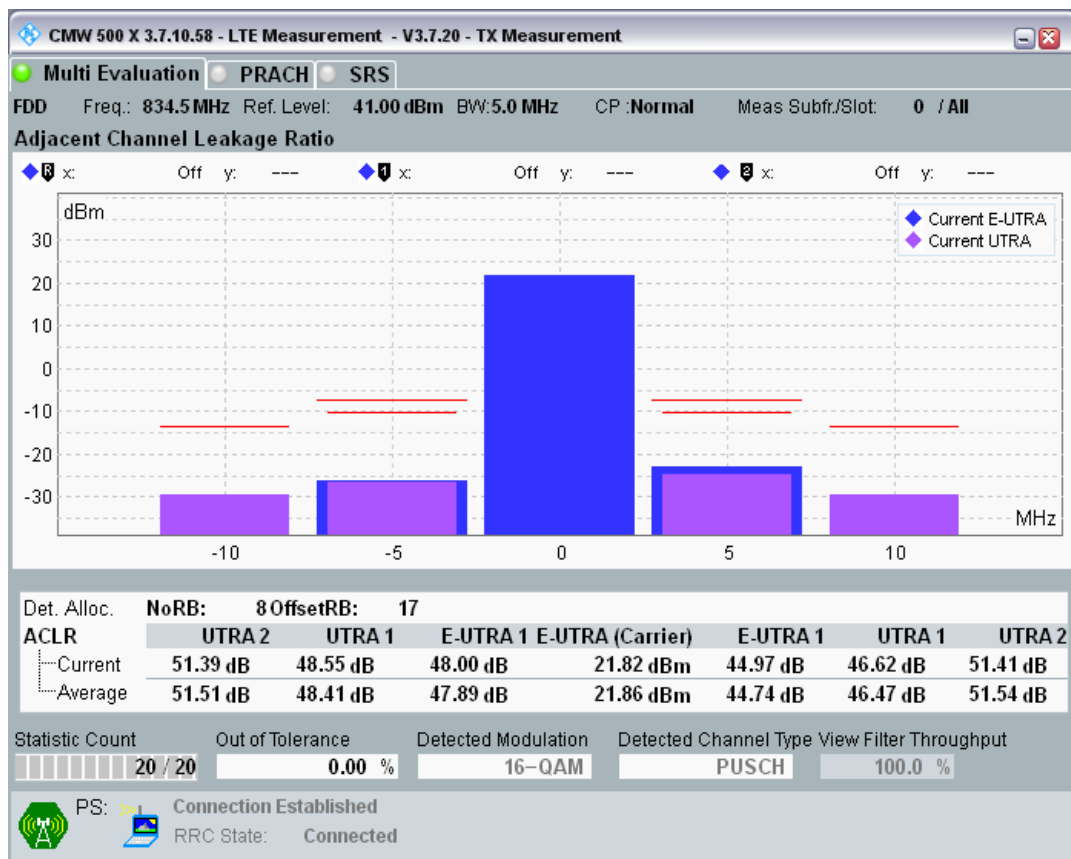 CMW 500 X 3.7.10.58 - LTE Measurement - V3.7.20 - TX Measurement
Multi Evaluation PRACH SRS
FDD Freq.: 834.5 MHz Ref. Level: 41.00 dBm BW:5.0 MHz CP :Normal Meas Subfr./Slot: 0 / All
Adjacent Channel Leakage Ratio
R x: Off y: --- 1 x: Off y: --- 2 x: Off y: ---
dBm
Current E-UTRA
Current UTRA
30
20
10
0
-10
-20
-30
MHz
-10 -5 0 5 10
Det. Alloc. NoRB: 8 OffsetRB: 17
ACLR UTRA 2 UTRA 1 E-UTRA 1 E-UTRA (Carrier) E-UTRA 1 UTRA 1 UTRA 2
Current 51.39 dB 48.55 dB 48.00 dB 21.82 dBm 44.97 dB 46.62 dB 51.41 dB
Average 51.51 dB 48.41 dB 47.89 dB 21.86 dBm 44.74 dB 46.47 dB 51.54 dB
Statistic Count Out of Tolerance Detected Modulation Detected Channel Type View Filter Throughput
20 / 20 0.00 % 16-QAM PUSCH 100.0 %
PS: Connection Established
RRC State: Connected